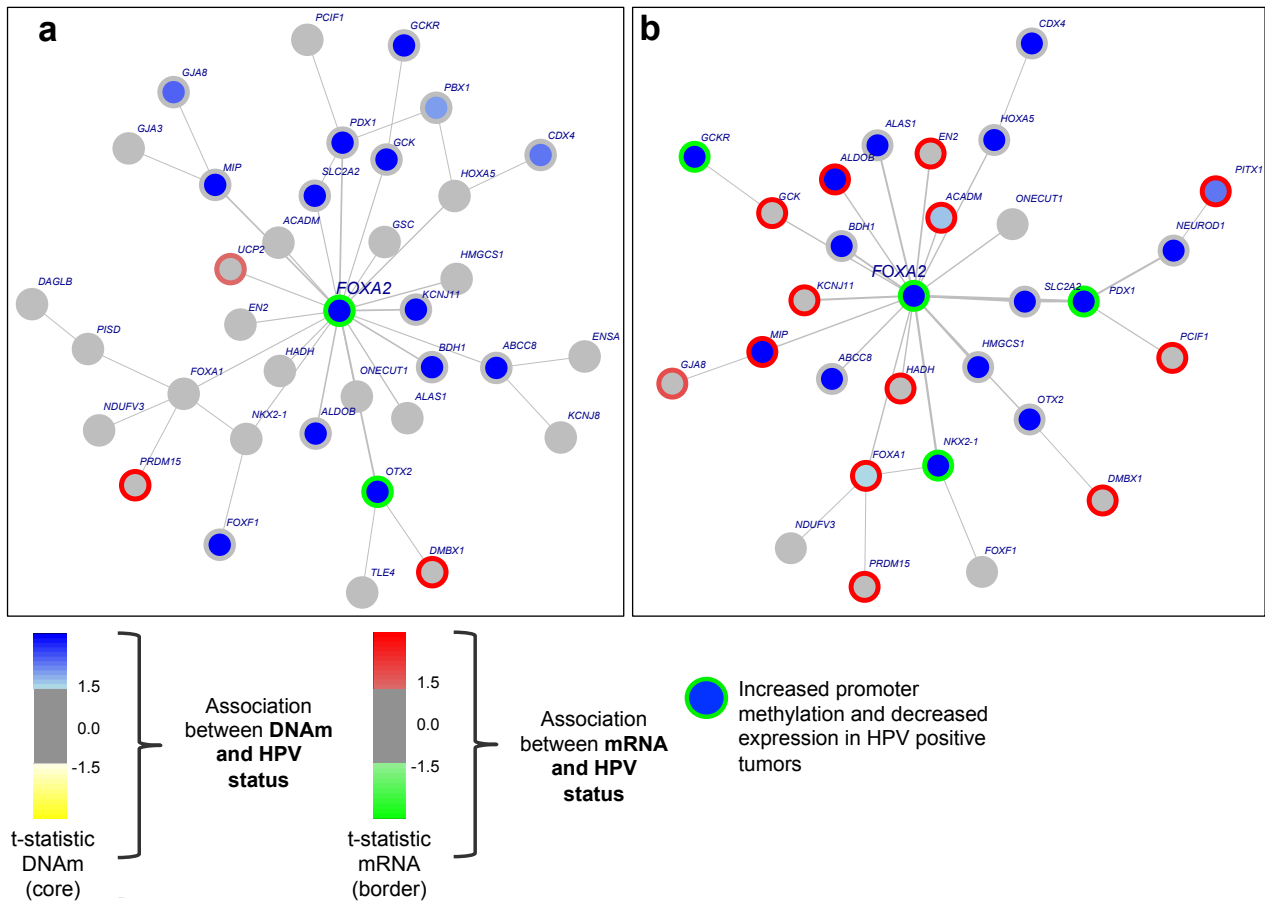 a
PCIF1
GCKR
GJA8
PBX1
GJA3
PDX1
GCK
CDX4
MIP
SLC2A2
HOXA5
ACADM
GSC
UCP2
HMGCS1
DAGLB
FOXA2
KCNJ11
EN2
PISD
ENSA
HADH
BDH1
ABCC8
FOXA1
ONECUT1
NDUFV3
NKX2-1
ALDOB
ALAS1
KCNJ8
PRDM15
OTX2
FOXF1
DMBX1
TLE4
b
CDX4
HOXA5
ALAS1
EN2
GCKR
ALDOB
PITX1
GCK
ACADM
ONECUT1
BDH1
NEUROD1
FOXA2
KCNJ11
SLC2A2
PDX1
MIP
HMGCS1
PCIF1
GJA8
ABCC8
HADH
OTX2
FOXA1
NKX2-1
DMBX1
NDUFV3
FOXF1
PRDM15
1.5
0.0
-1.5
t-statistic
DNAm
(core)
Association
between DNAm
and HPV
status
1.5
0.0
-1.5
t-statistic
mRNA
(border)
Association
between mRNA
and HPV
status
Increased promoter
methylation and decreased
expression in HPV positive
tumors